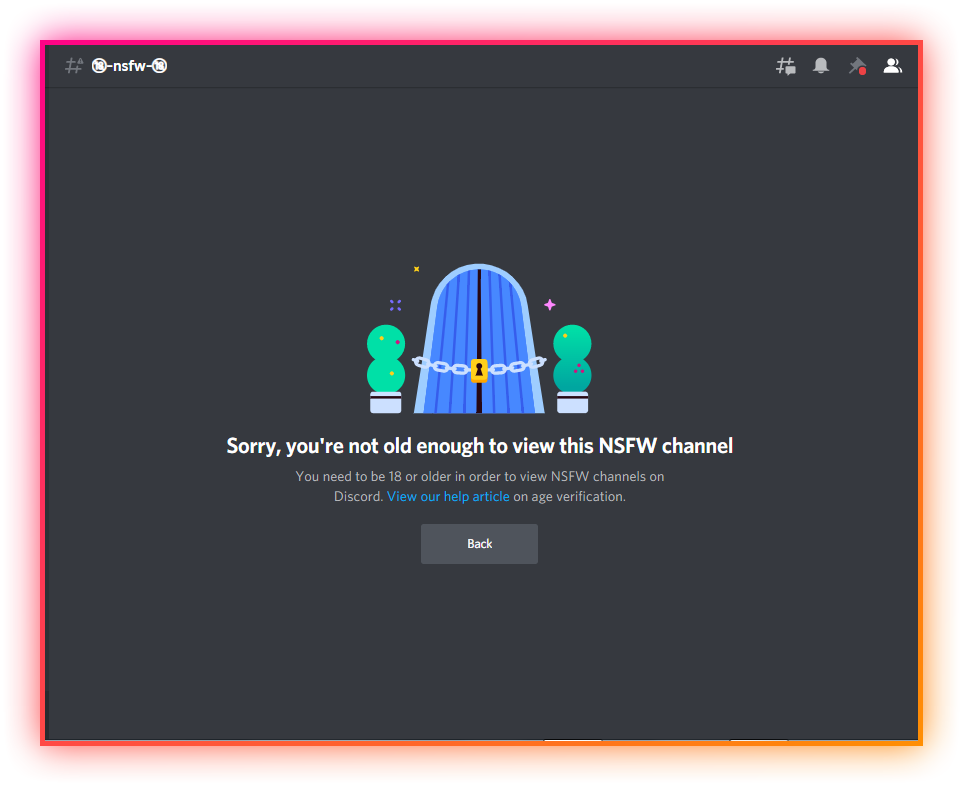 🔞-nsfw-🔞
Sorry, you're not old enough to view this NSFW channel
You need to be 18 or older in order to view NSFW channels on
Discord. View our help article on age verification.
Back